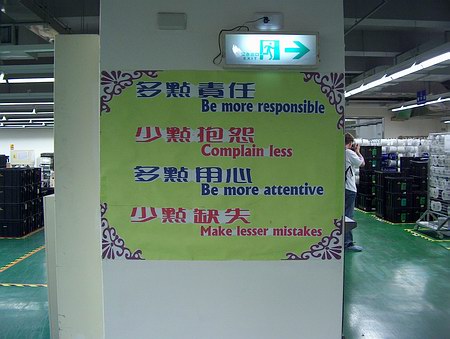 多點責任
Be more responsible
少點抱怨
Complain less
多點用心
Be more attentive
少點缺失
Make lesser mistakes